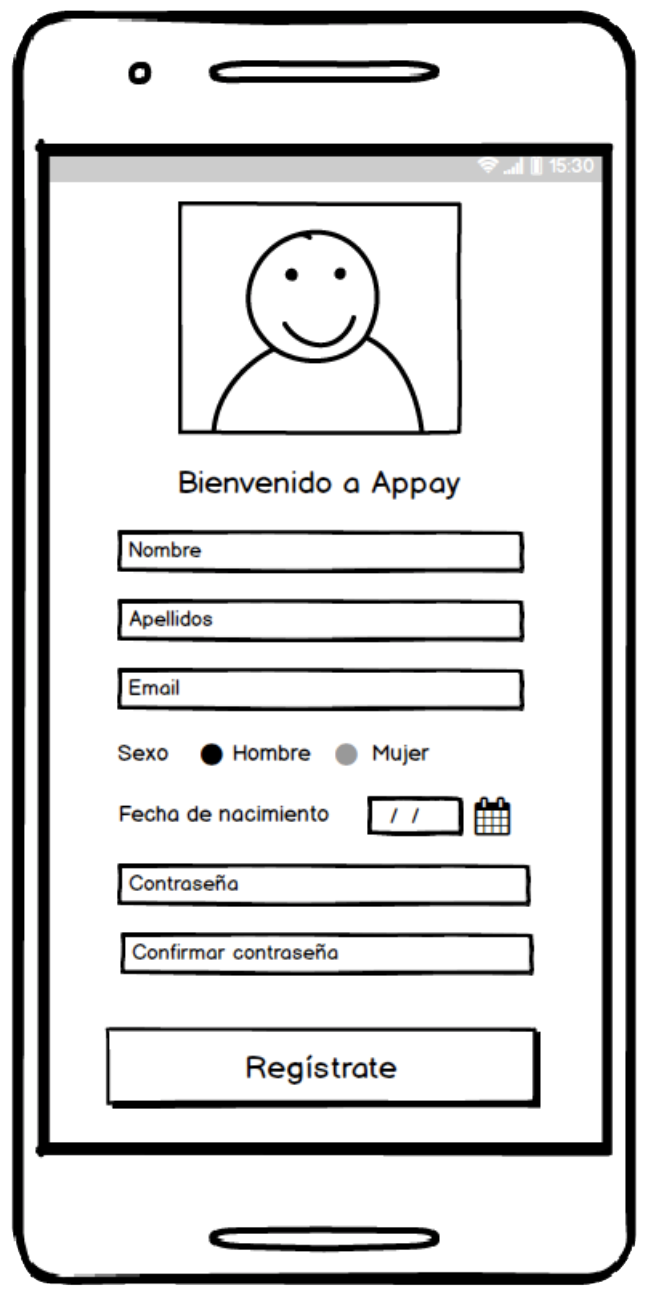 15:30
Bienvenido a Appay
Nombre
Apellidos
Email
Sexo Hombre Mujer
Fecha de nacimiento / /
Contraseña
Confirmar contraseña
Regístrate